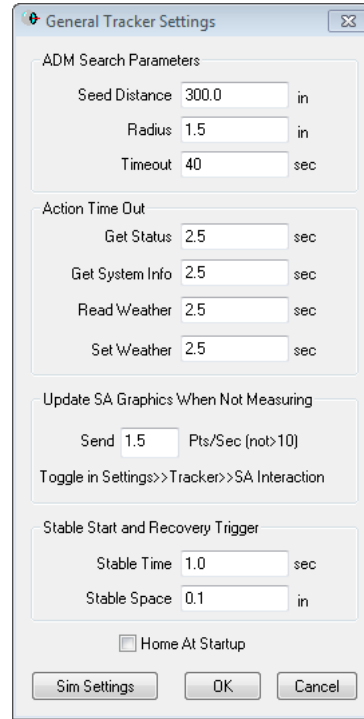 General Tracker Settings
ADM Search Parameters
Seed Distance 300.0 in
Radius 1.5 in
Timeout 40 sec
Action Time Out
Get Status 2.5 sec
Get System Info 2.5 sec
Read Weather 2.5 sec
Set Weather 2.5 sec
Update SA Graphics When Not Measuring
Send 1.5 Pts/Sec (not>10)
Toggle in Settings>>Tracker>>SA Interaction
Stable Start and Recovery Trigger
Stable Time 1.0 sec
Stable Space 0.1 in
Home At Startup
Sim Settings OK Cancel